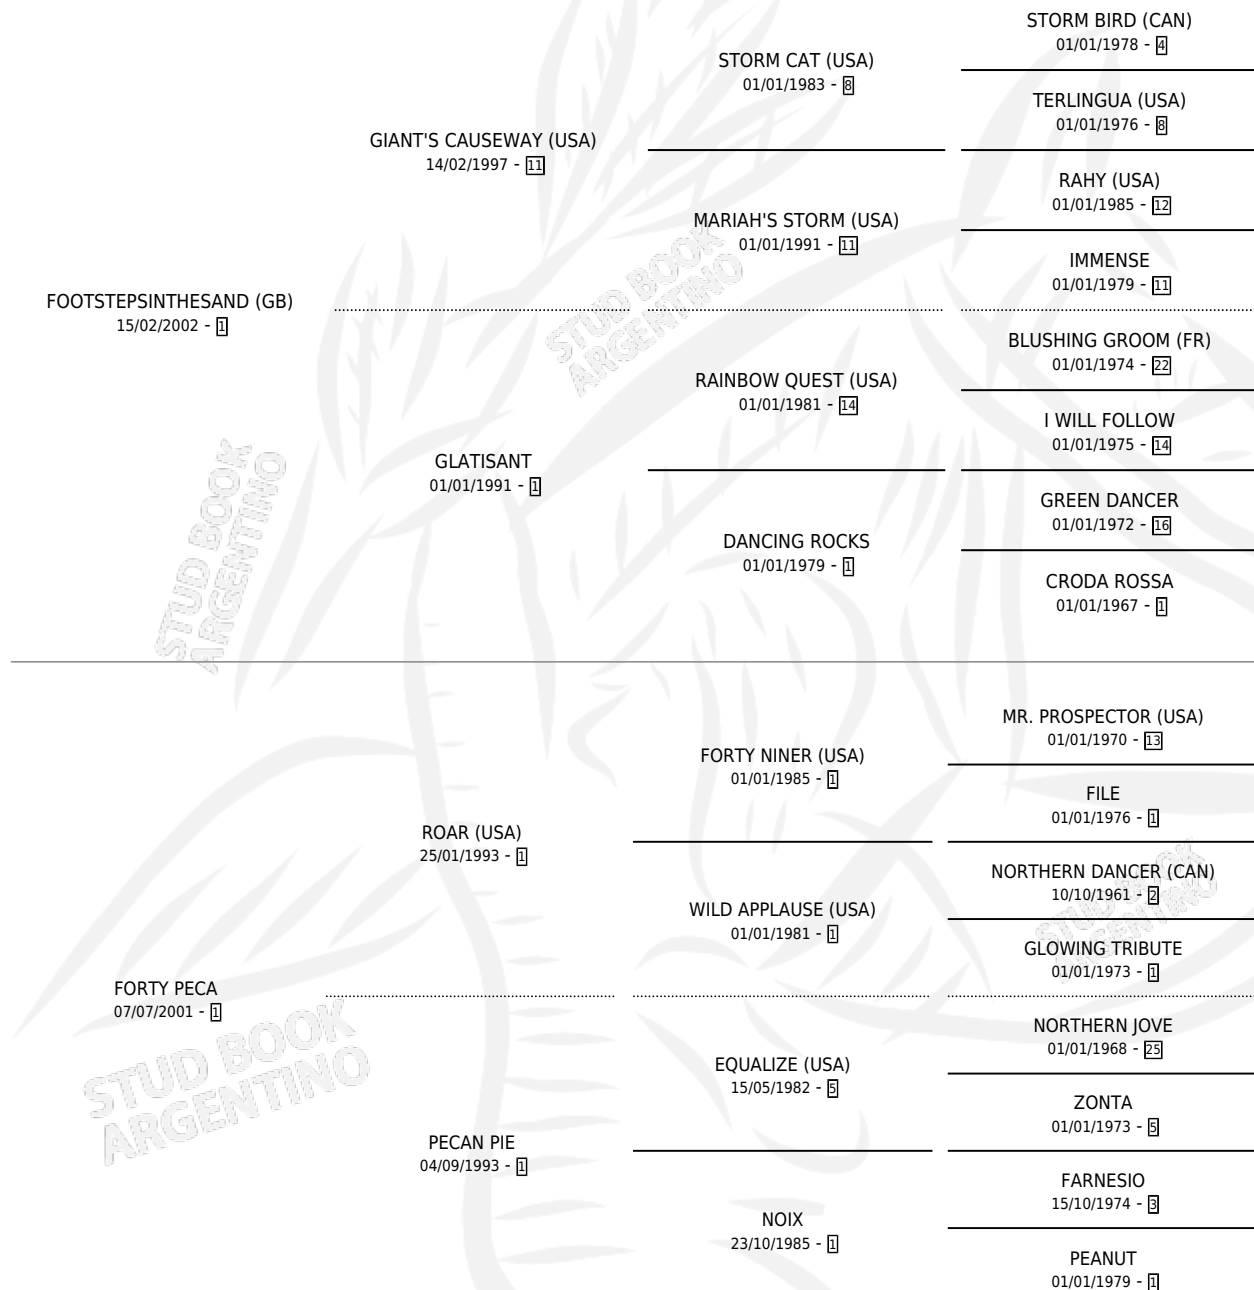 STORM BIRD (CAN)
01/01/1978 - 4
STORM CAT (USA)
01/01/1983 - 8
TERLINGUA (USA)
01/01/1976 - 8
GIANT'S CAUSEWAY (USA)
14/02/1997 - 11
RAHY (USA)
01/01/1985 - 12
MARIAH'S STORM (USA)
01/01/1991 - 11
IMMENSE
01/01/1979 - 11
FOOTSTEPSINTHESAND (GB)
15/02/2002 - 1
STUD BOOK
ARGENTINO
BLUSHING GROOM (FR)
01/01/1974 - 22
RAINBOW QUEST (USA)
01/01/1981 - 14
I WILL FOLLOW
01/01/1975 - 14
GLATISANT
01/01/1991 - 1
GREEN DANCER
01/01/1972 - 16
DANCING ROCKS
01/01/1979 - 1
CRODA ROSSA
01/01/1967 - 1
STUD BOOK
ARGENTINO
MR. PROSPECTOR (USA)
01/01/1970 - 13
FORTY NINER (USA)
01/01/1985 - 1
FILE
01/01/1976 - 1
ROAR (USA)
25/01/1993 - 1
NORTHERN DANCER (CAN)
10/10/1961 - 2
WILD APPLAUSE (USA)
01/01/1981 - 1
STUD BOOK
ARGENTINO
GLOWING TRIBUTE
01/01/1973 - 1
FORTY PECA
07/07/2001 - 1
STUD BOOK
ARGENTINO
NORTHERN JOVE
01/01/1968 - 25
EQUALIZE (USA)
15/05/1982 - 5
ZONTA
01/01/1973 - 5
PECAN PIE
04/09/1993 - 1
FARNESIO
15/10/1974 - 3
NOIX
23/10/1985 - 1
PEANUT
01/01/1979 - 1